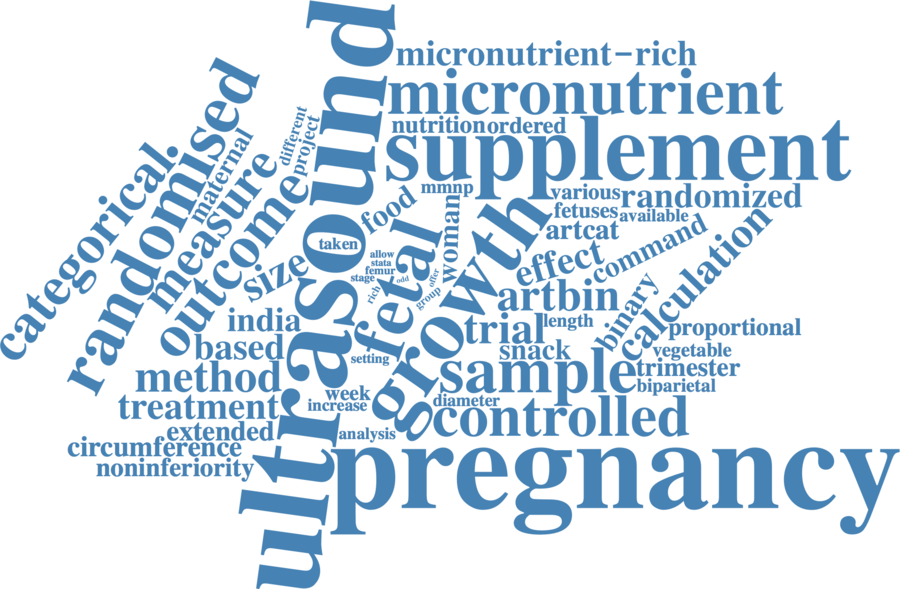 ultrasound
micronutrient-rich
micronutrient
nutrition
ordered
supplement
categorical.
randomised
maternal
different
project
measure
outcome
food
mmnp
various
randomized
fetuses
available
artcat
woman
taken
size
allow
stata
femur
stage
odd
rich
offer
group
fetal
growth
effect
command
calculation
artbin
binary
india
trial
length
proportional
based
setting
snack
vegetable
method
sample
trimester
week
biparietal
treatment
increase
diameter
controlled
extended
analysis
circumference
noninferiority
pregnancy